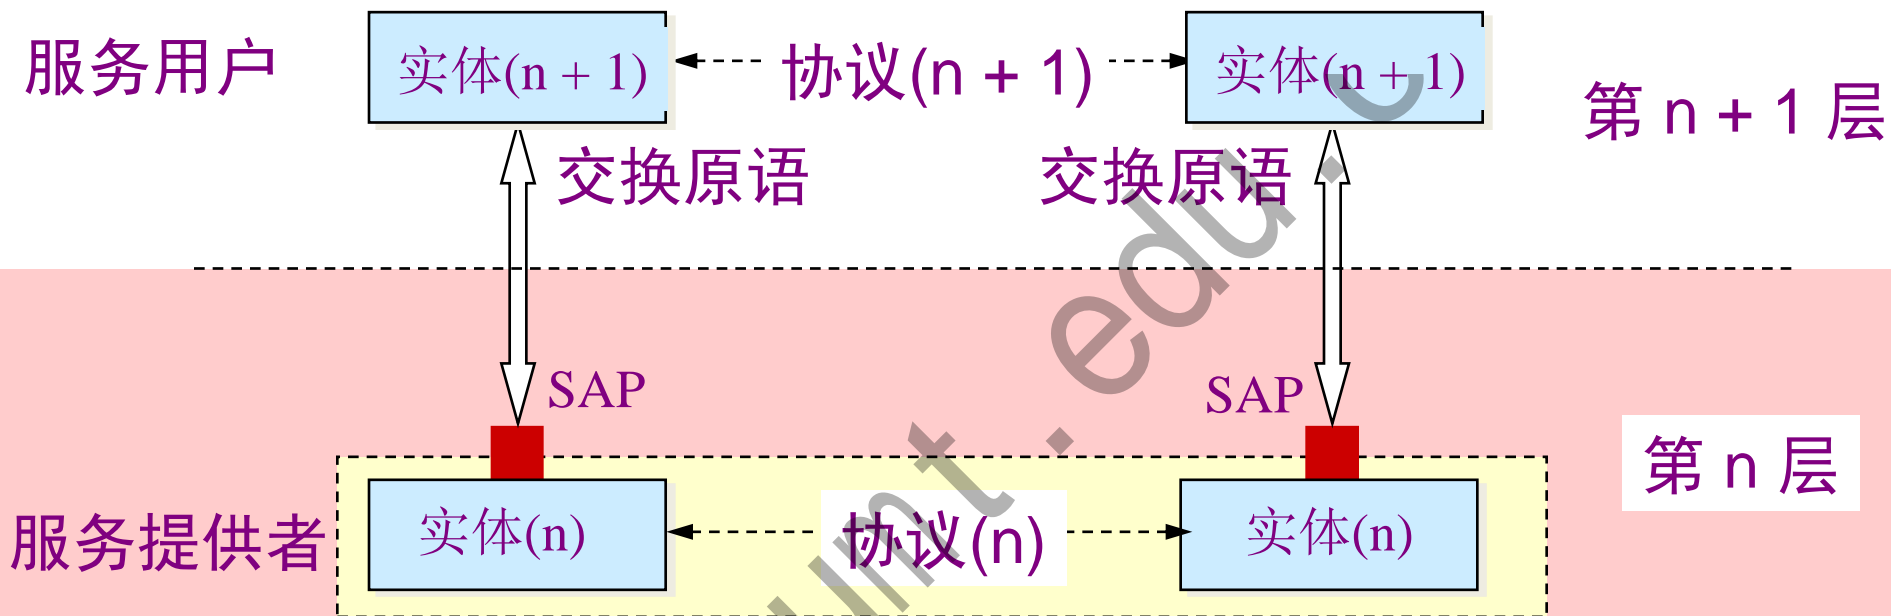 服务用户
实体(n + 1)
协议(n + 1)
实体(n + 1)
第 n + 1 层
交换原语
交换原语
SAP
SAP
第 n 层
服务提供者
实体(n)
协议(n)
实体(n)
umt.edu.c